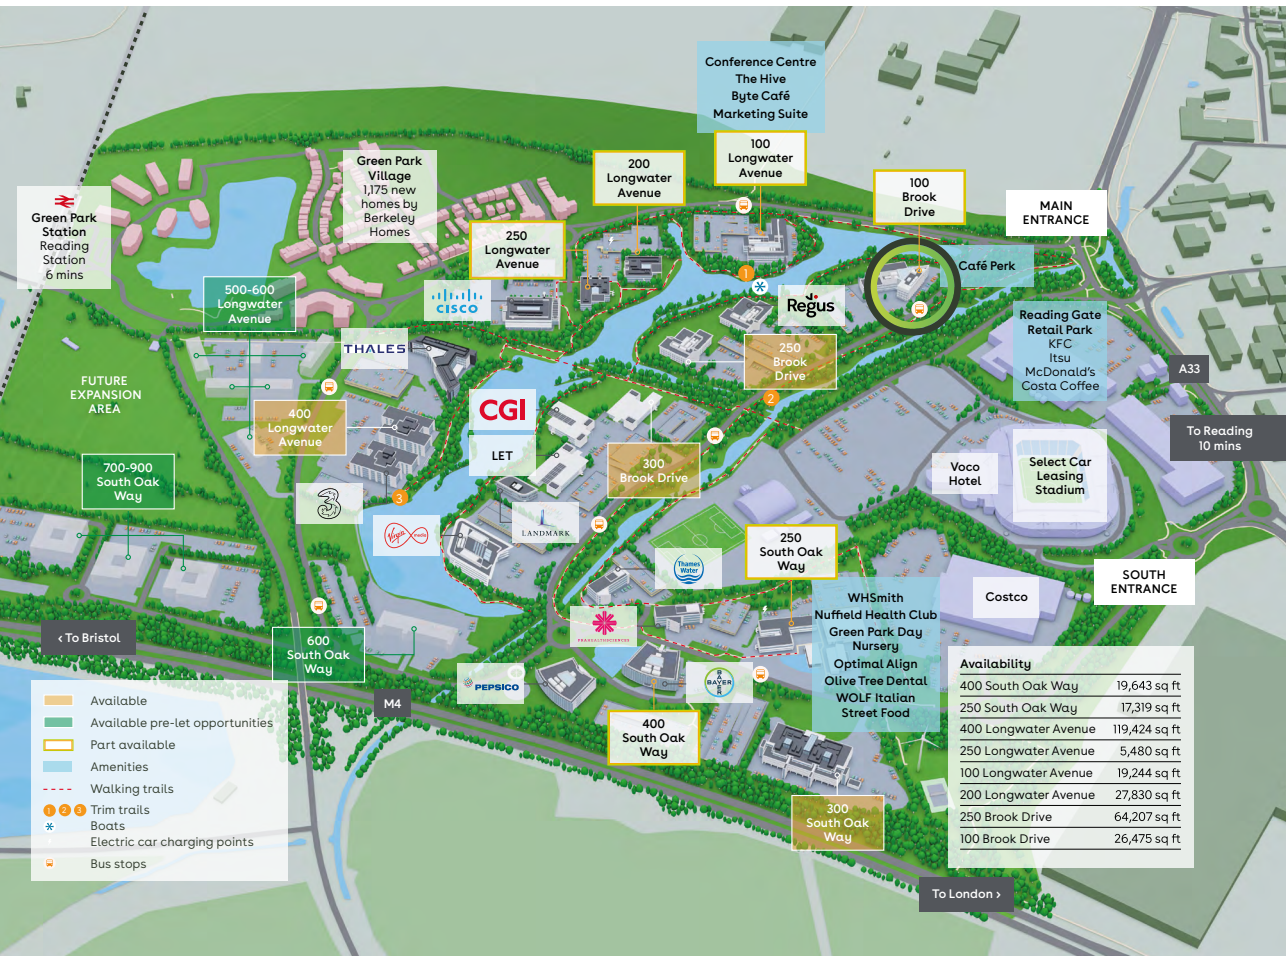 Conference Centre
The Hive
Byte Café
Marketing Suite
100
Longwater
Avenue
200
Longwater
Avenue
Green Park
Village
1,175 new
homes by
Berkeley
Homes
100
Brook
Drive
MAIN
ENTRANCE
Green Park
Station
Reading
Station
6 mins
250
Longwater
Avenue
Café Perk
1
500-600
Longwater
Avenue
CISCO
Regus
Reading Gate
Retail Park
KFC
Itsu
McDonald's
Costa Coffee
THALES
250
Brook
Drive
A33
FUTURE
EXPANSION
AREA
2
400
Longwater
Avenue
CGI
LET
To Reading
10 mins
700-900
South Oak
Way
300
Brook Drive
Voco
Hotel
Select Car
Leasing
Stadium
3
3
Virgin media
LANDMARK
250
South Oak
Way
Thames
Water
SOUTH
ENTRANCE
Costco
WHSmith
Nuffield Health Club
Green Park Day
Nursery
Optimal Align
Olive Tree Dental
WOLF Italian
Street Food
PRAHEALTHSCIENCES
‹ To Bristol
600
South Oak
Way
PEPSICO
BAYER
BAYER
M4
400
South Oak
Way
300
South Oak
Way
To London ›
Available
Available pre-let opportunities
Part available
Amenities
Walking trails
1 2 3 Trim trails
Boats
Electric car charging points
Bus stops
Availability
400 South Oak Way 19,643 sq ft
250 South Oak Way 17,319 sq ft
400 Longwater Avenue 119,424 sq ft
250 Longwater Avenue 5,480 sq ft
100 Longwater Avenue 19,244 sq ft
200 Longwater Avenue 27,830 sq ft
250 Brook Drive 64,207 sq ft
100 Brook Drive 26,475 sq ft